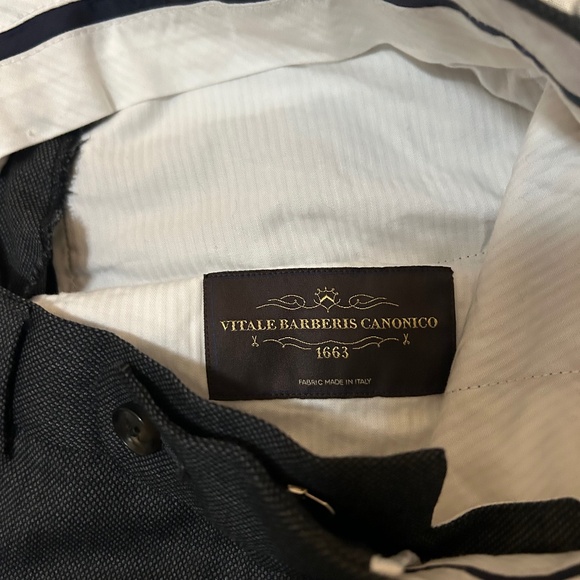 VITALE BARBERIS CANONICO
1663
FABRIC MADE IN ITALY